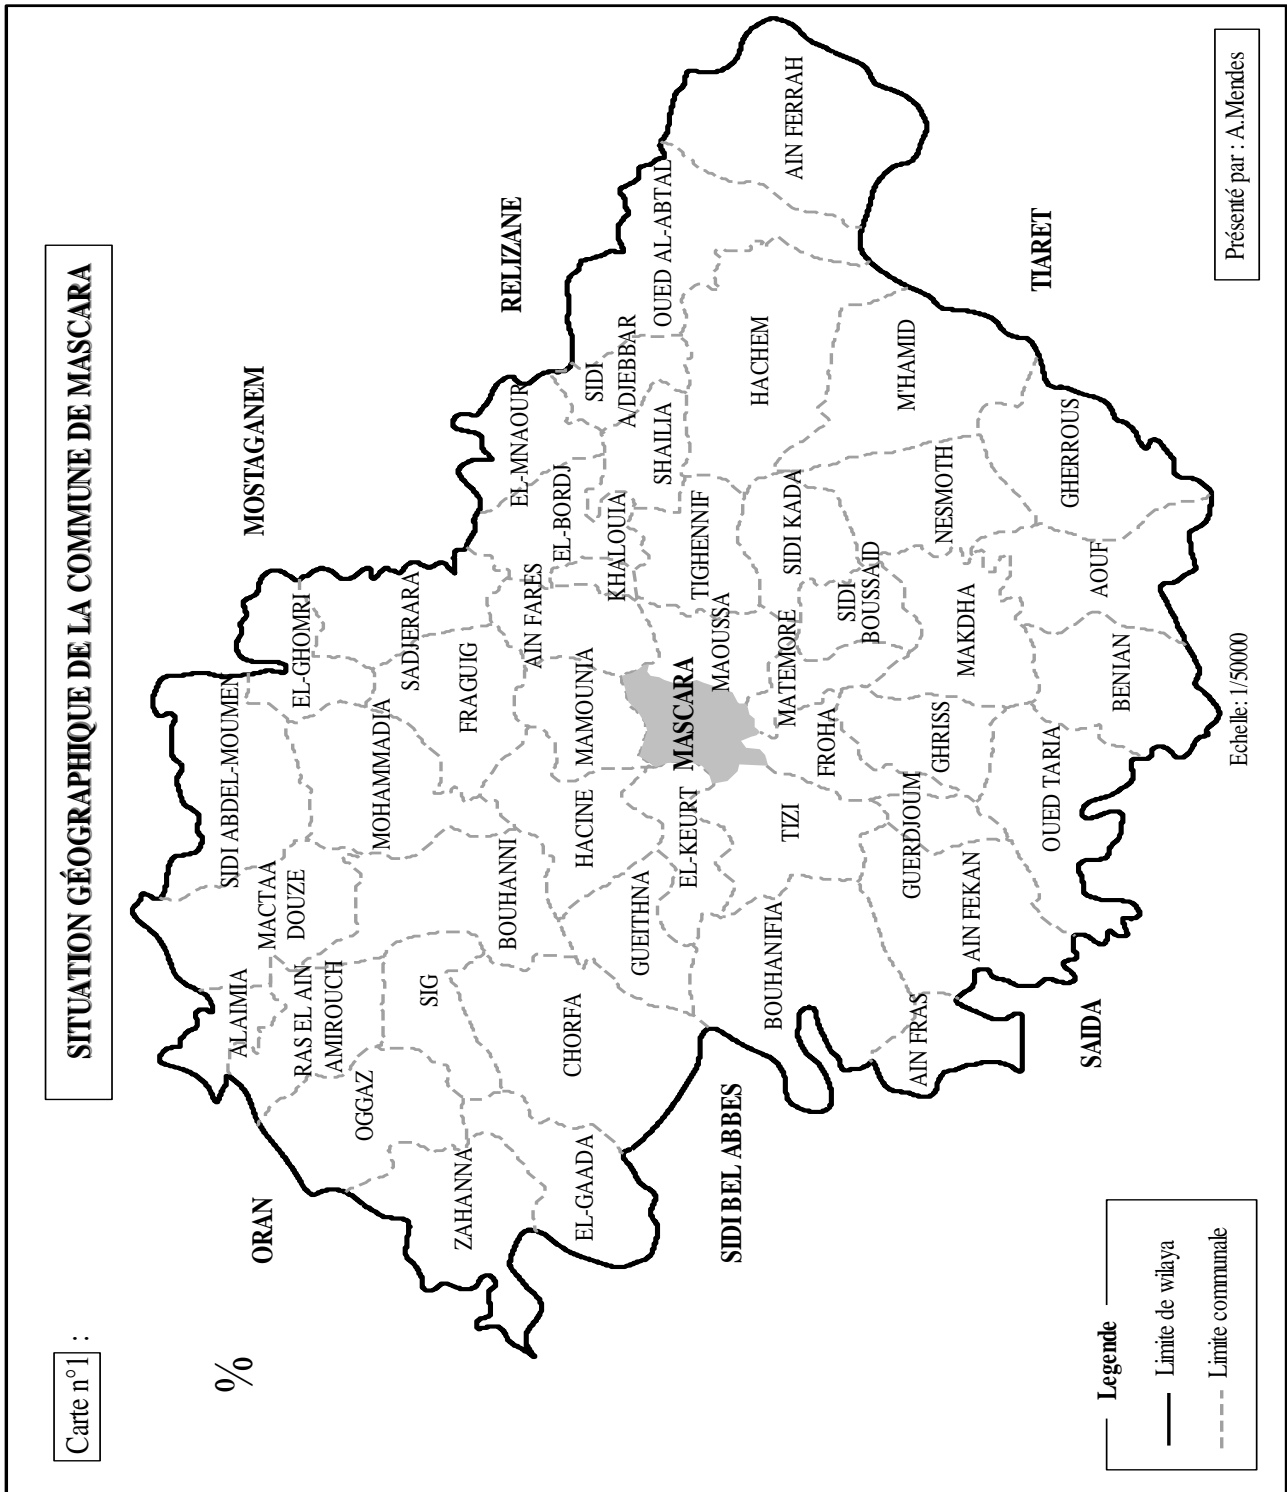 Carte n°1 :
SITUATION GÉOGRAPHIQUE DE LA COMMUNE DE MASCARA
%
MOSTAGANEM
ORAN
RELIZANE
SIDI BEL ABBES
TIARET
SAIDA
SIDI ABDEL-MOUMEN
EL-GHOMRI
ALAIMIA
MACTAA
DOUZE
RAS EL AIN
AMIROUCH
MOHAMMADIA
SADJERARA
OGGAZ
SIG
FRAGUIG
ZAHANNA
BOUHANNI
EL-MNAOUR
EL-BORDJ
AIN FARES
EL-GAADA
CHORFA
HACINE
MAMOUNIA
KHALOUIA
SIDI
A/DJEBBAR
SHAILIA
OUED AL-ABTAL
GUEITHNA
EL-KEURT
MASCARA
MAOUSSA
TIGHENNIF
HACHEM
AIN FERRAH
BOUHANIFIA
TIZI
MATEMORE
SIDI KADA
FROHA
SIDI
BOUSSAID
M'HAMID
AIN FRAS
GUERDJOUM
GHRISS
NESMOTH
AIN FEKAN
MAKDHA
OUED TARIA
GHERROUS
AOUF
BENIAN
Legende
Limite de wilaya
Limite communale
Echelle: 1/50000
Présenté par : A.Mendes